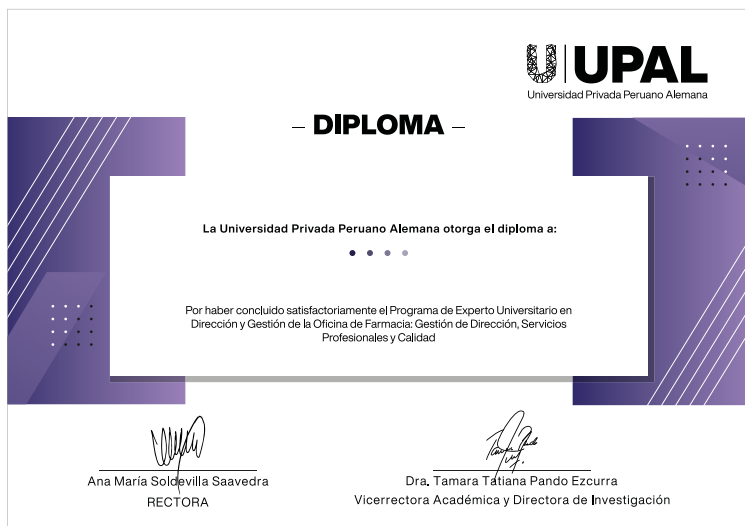 UPAL
Universidad Privada Peruano Alemana
– DIPLOMA –
La Universidad Privada Peruano Alemana otorga el diploma a:
Por haber concluido satisfactoriamente el Programa de Experto Universitario en
Dirección y Gestión de la Oficina de Farmacia: Gestión de Dirección, Servicios
Profesionales y Calidad
Ana María Soldevilla Saavedra
RECTORA
Dra. Tamara Tatiana Pando Ezcurra
Vicerrectora Académica y Directora de Investigación